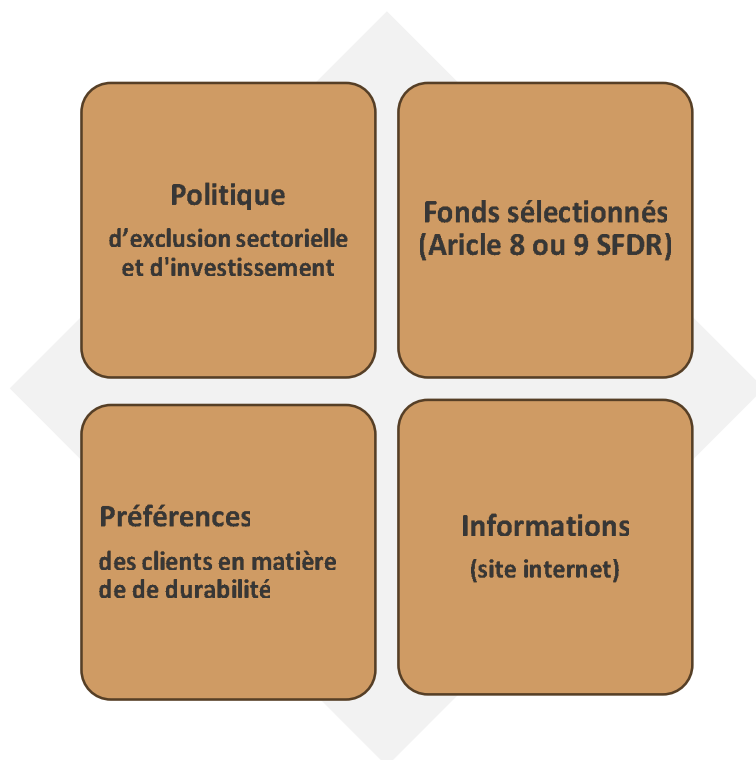 Politique
d’exclusion sectorielle
et d'investissement
Fonds sélectionnés
(Aricle 8 ou 9 SFDR)
Préférences
des clients en matière
de de durabilité
Informations
(site internet)